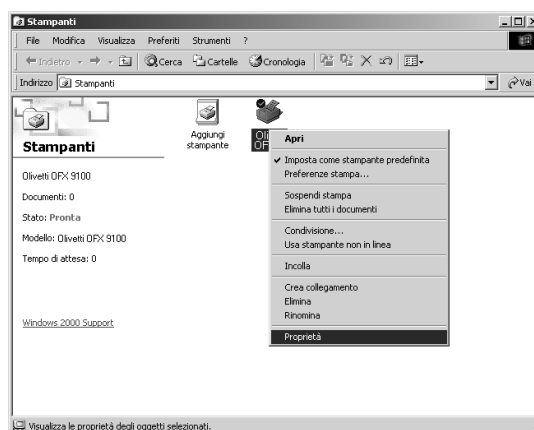 Stampanti
File Modifica Visualizza Preferiti Strumenti ?
Indietro Cerca Cartelle Cronologia
Indirizzo Stampanti Vai
Stampanti
Olivetti OFX 9100
Documenti: 0
Stato: Pronta
Modello: Olivetti OFX 9100
Tempo di attesa: 0
Windows 2000 Support
Aggiungi
stampante
Apri
Imposta come stampante predefinita
Preferenze stampa...
Sospendi stampa
Elimina tutti i documenti
Condivisione...
Usa stampante non in linea
Incolla
Crea collegamento
Elimina
Rinomina
Proprietà
Visualizza le proprietà degli oggetti selezionati.